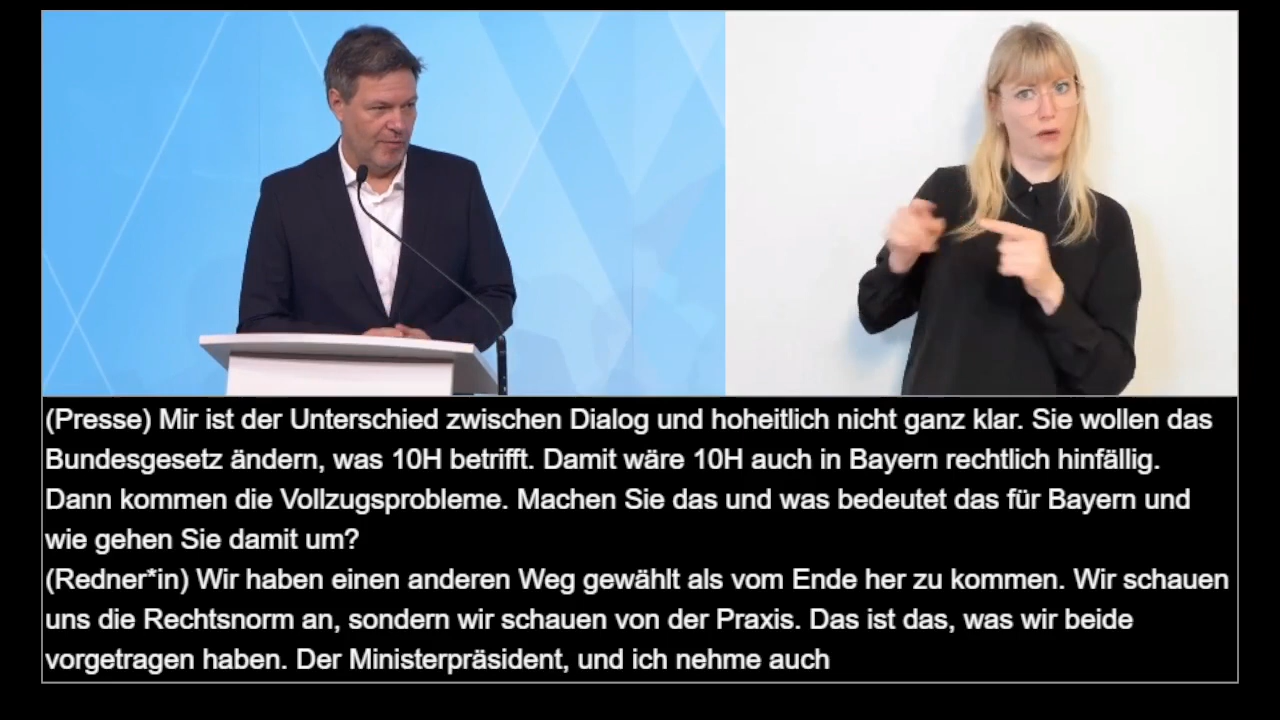 (Presse) Mir ist der Unterschied zwischen Dialog und hoheitlich nicht ganz klar. Sie wollen das
Bundesgesetz ändern, was 10H betrifft. Damit wäre 10H auch in Bayern rechtlich hinfällig.
Dann kommen die Vollzugsprobleme. Machen Sie das und was bedeutet das für Bayern und
wie gehen Sie damit um?
(Redner*in) Wir haben einen anderen Weg gewählt als vom Ende her zu kommen. Wir schauen
uns die Rechtsnorm an, sondern wir schauen von der Praxis. Das ist das, was wir beide
vorgetragen haben. Der Ministerpräsident, und ich nehme auch